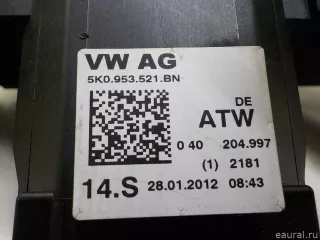 VW AG
5K0.953.521.BN
DE
ATW
0 40 204.997
(1) 2181
14.S 28.01.2012 08:43
eaural.ru